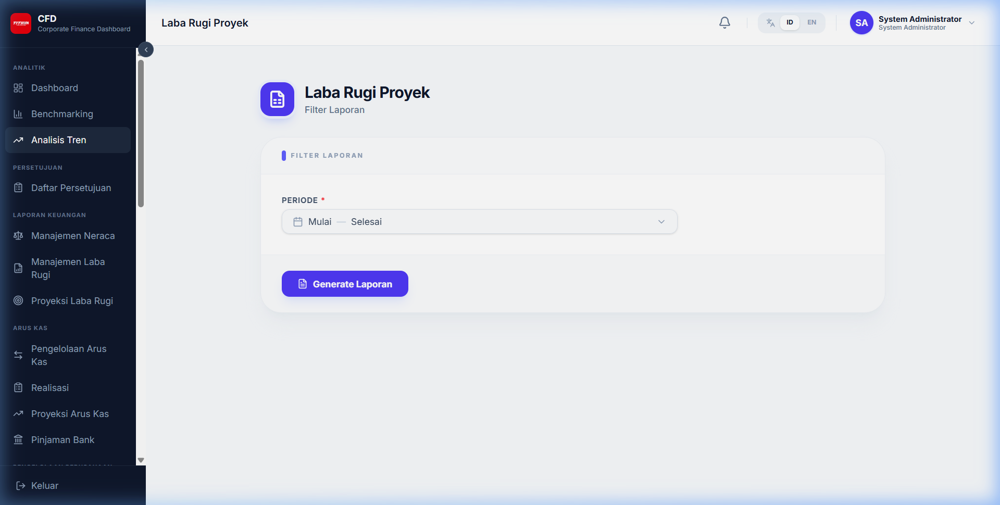 CFD
Corporate Finance Dashboard
ANALITIK
Dashboard
Benchmarking
Analisis Tren
PERSETUJUAN
Daftar Persetujuan
LAPORAN KEUANGAN
Manajemen Neraca
Manajemen Laba
Rugi
Proyeksi Laba Rugi
ARUS KAS
Pengelolaan Arus
Kas
Realisasi
Proyeksi Arus Kas
Pinjaman Bank
Keluar
Laba Rugi Proyek
ID
EN
SA
System Administrator
System Administrator
Laba Rugi Proyek
Filter Laporan
FILTER LAPORAN
PERIODE *
Mulai — Selesai
Generate Laporan